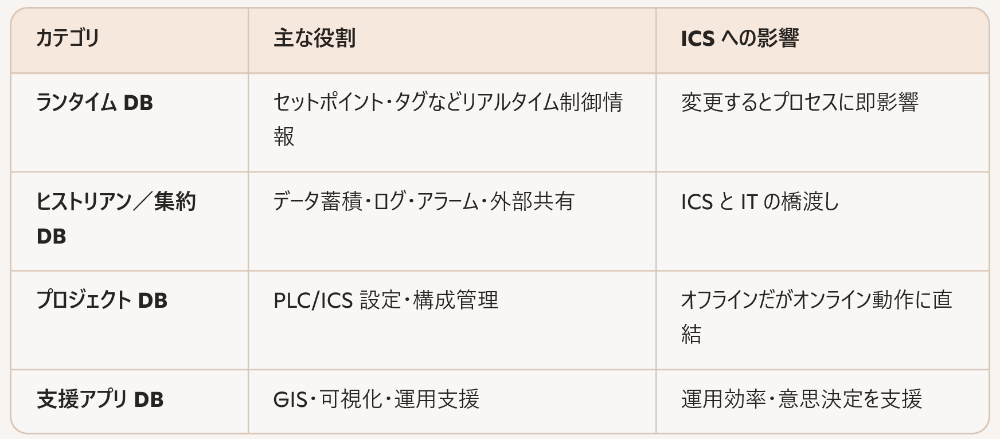 カテゴリ
主な役割
ICS への影響
ランタイム DB
セットポイント・タグなどリアルタイム制御情
報
変更するとプロセスに即影響
ヒストリアン／集約
DB
データ蓄積・ログ・アラーム・外部共有
ICS と IT の橋渡し
プロジェクト DB
PLC/ICS 設定・構成管理
オフラインだがオンライン動作に直
結
支援アプリ DB
GIS・可視化・運用支援
運用効率・意思決定を支援